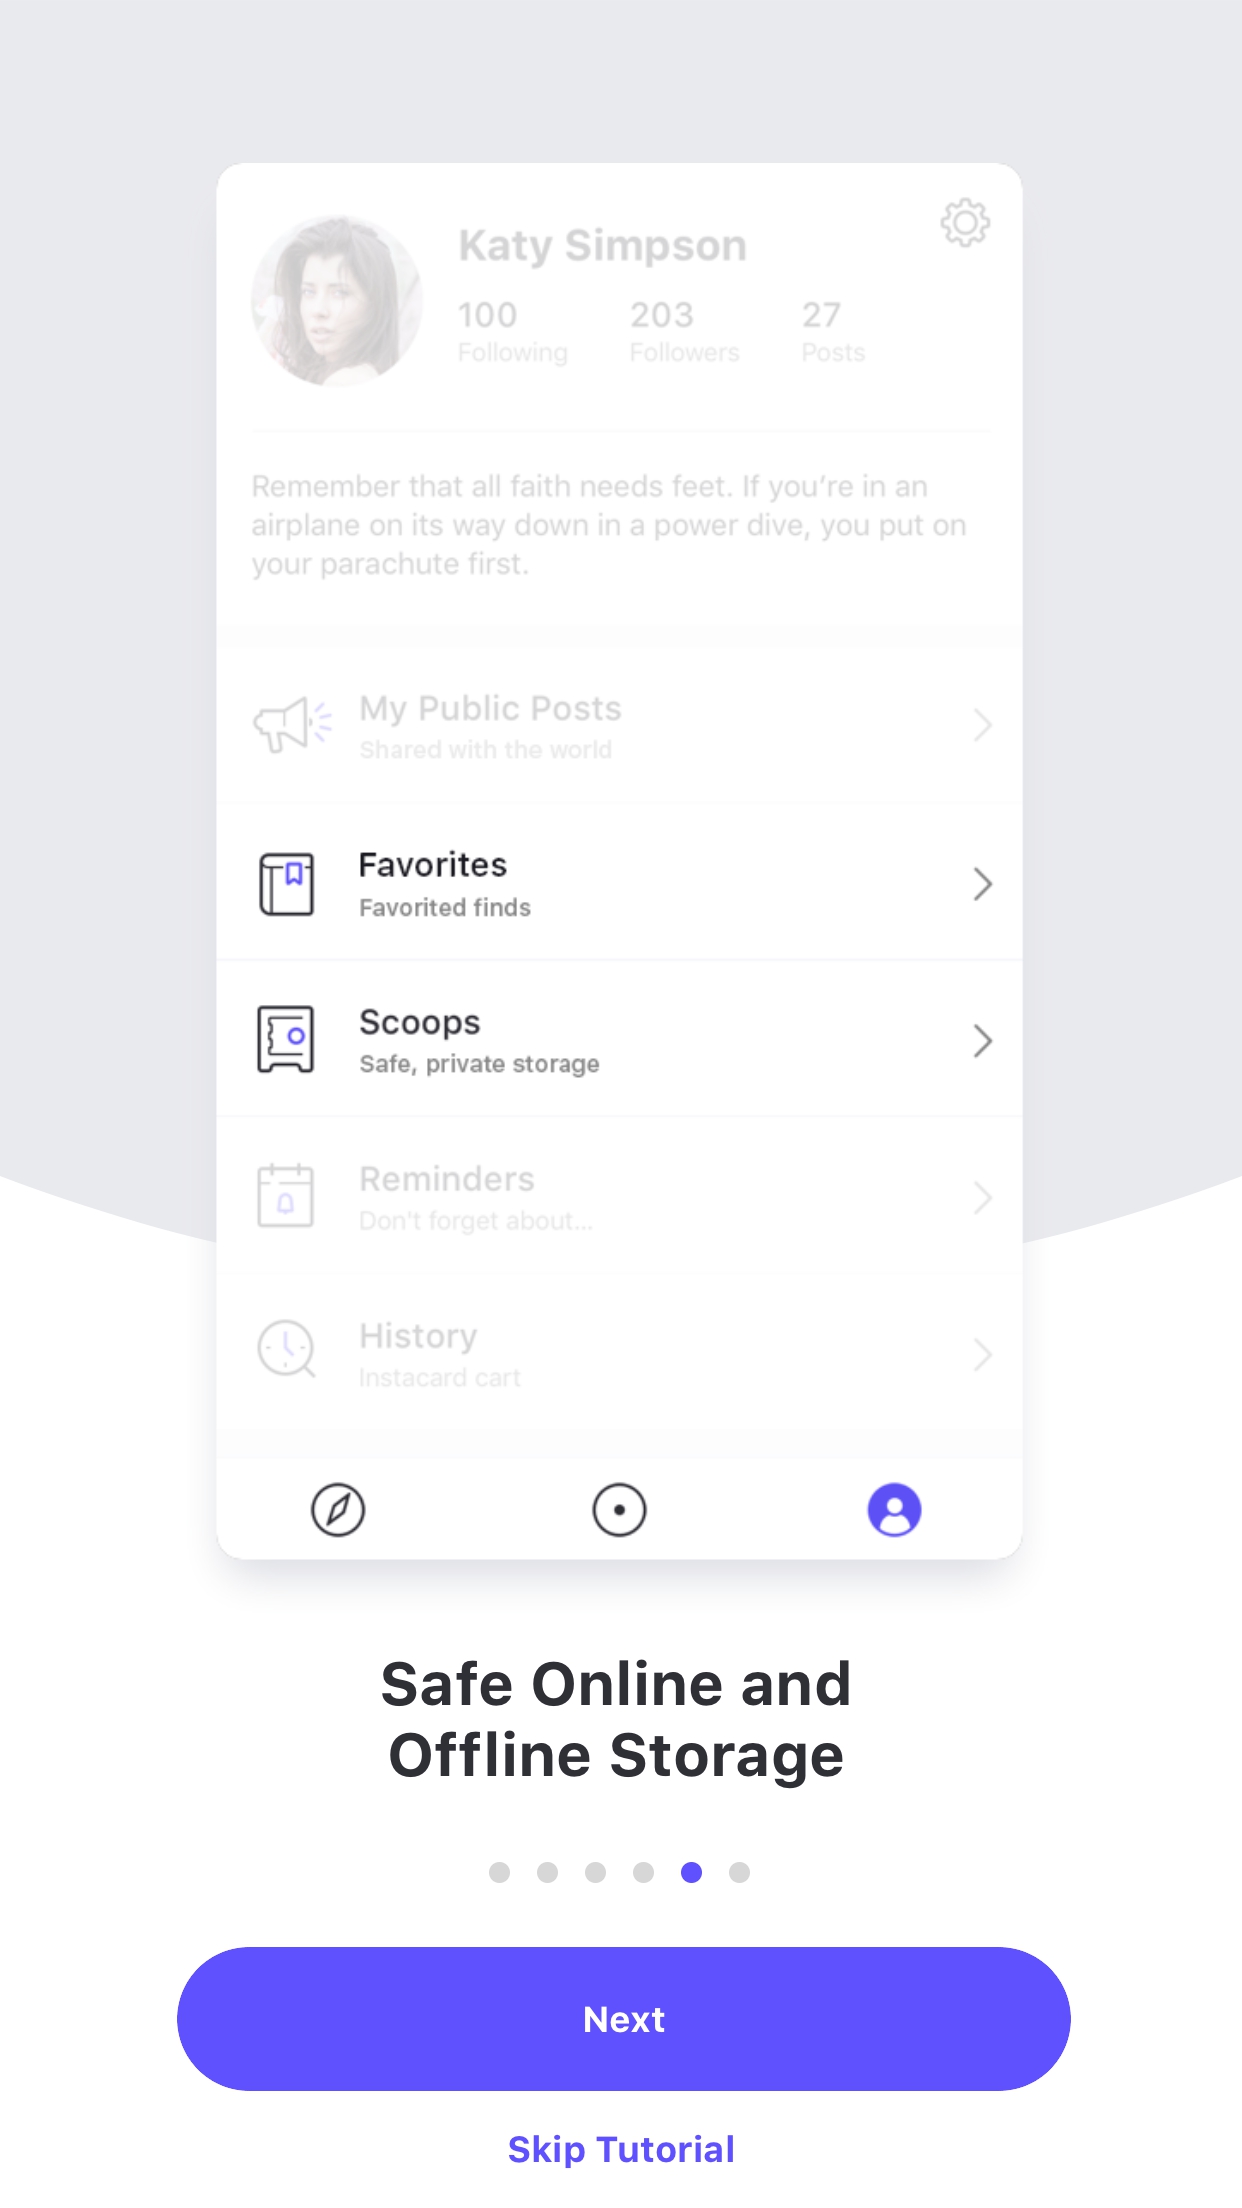 Katy Simpson
100 203 27
Following Followers Posts
Remember that all faith needs feet. If you’re in an
airplane on its way down in a power dive, you put on
your parachute first.
My Public Posts
Shared with the world
Favorites
Favorited finds
Scoops
Safe, private storage
Reminders
Don't forget about...
History
Instacard cart
Safe Online and
Offline Storage
Next
Skip Tutorial